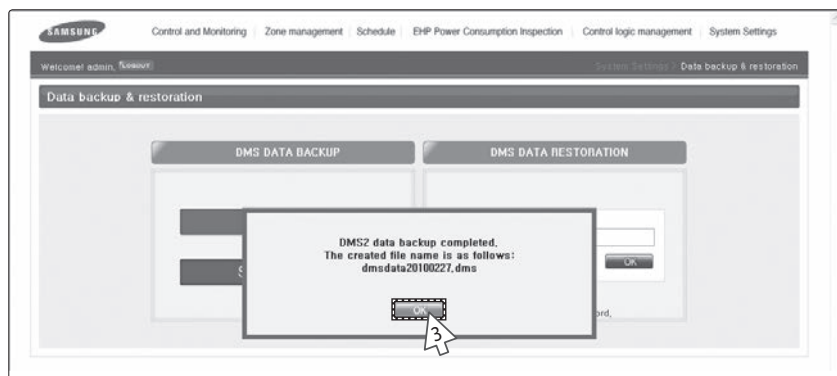 SAMSUNG Control and Monitoring Zone management Schedule EHP Power Consumption Inspection Control logic management System Settings
Welcome! admin, LOGOUT System Settings > Data backup & restoration
Data backup & restoration
DMS DATA BACKUP DMS DATA RESTORATION
DMS2 data backup completed,
The created file name is as follows:
dmsdata20100227,dms
OK
OK
3